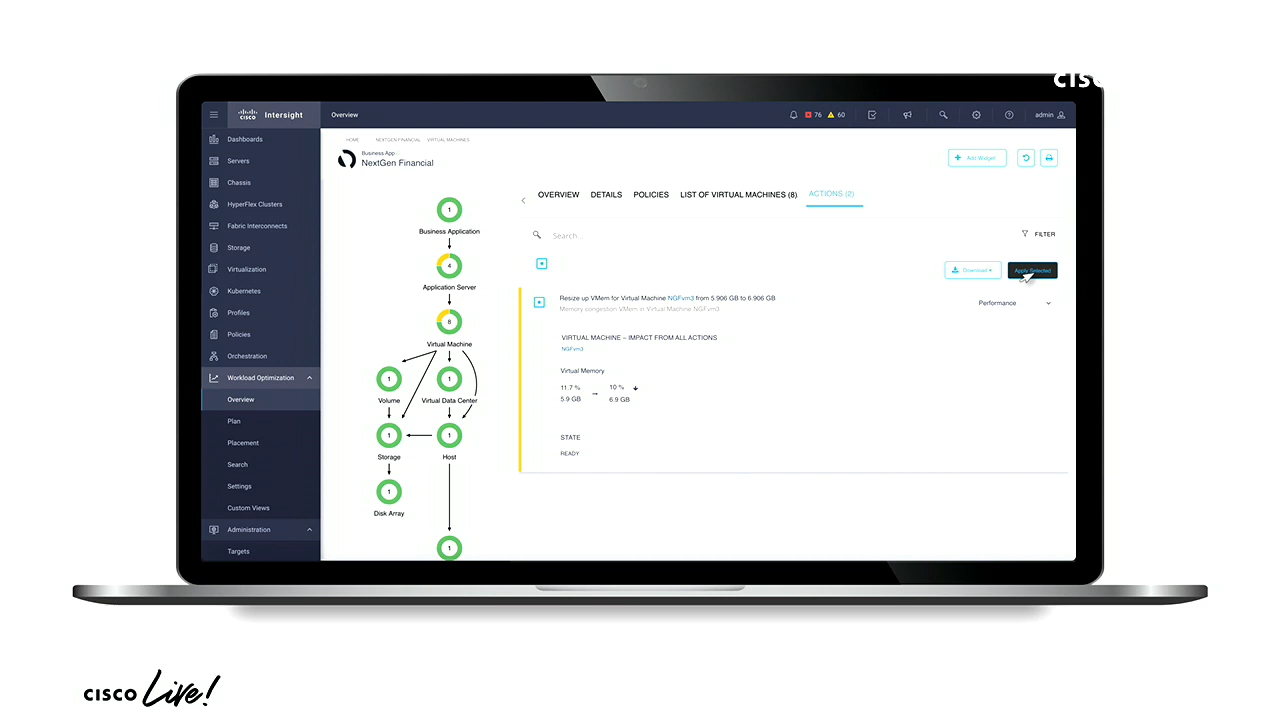 CISCO
CISCO Intersight
Overview
76
60
admin
Dashboards
Servers
Chassis
HyperFlex Clusters
Fabric Interconnects
Storage
Virtualization
Kubernetes
Profiles
Policies
Orchestration
Workload Optimization
Overview
Plan
Placement
Search
Settings
Custom Views
Administration
Targets
HOME NEXTGEN FINANCIAL VIRTUAL MACHINES
Business App
NextGen Financial
Add Widget
1
Business Application
4
Application Server
8
Virtual Machine
1
Volume
1
Virtual Data Center
1
Storage
1
Host
1
Disk Array
1
OVERVIEW DETAILS POLICIES LIST OF VIRTUAL MACHINES (8) ACTIONS (2)
Search
FILTER
Download
Apply Selected
Resize up VMem for Virtual Machine NGFvm3 from 5.906 GB to 6.906 GB
Memory congestion VMem in Virtual Machine NGFvm3
Performance
VIRTUAL MACHINE – IMPACT FROM ALL ACTIONS
NGFvm3
Virtual Memory
11.7 % → 10 %
5.9 GB 6.9 GB
STATE
READY
CISCO Live!